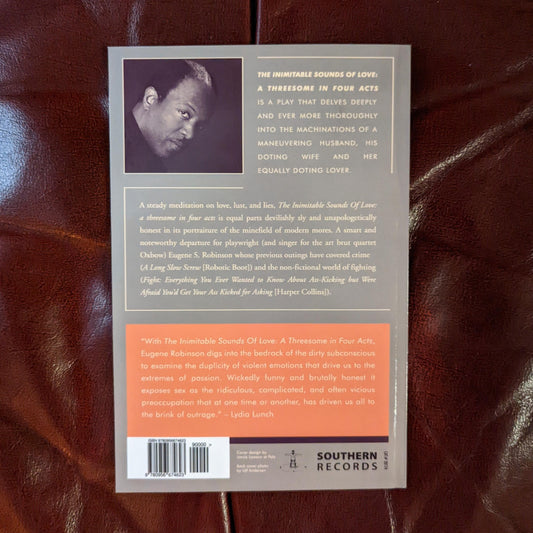 THE INIMITABLE SOUNDS OF LOVE:
A THREESOME IN FOUR ACTS
IS A PLAY THAT DELVES DEEPLY
AND EVER MORE THOROUGHLY
INTO THE MACHINATIONS OF A
MANEUVERING HUSBAND, HIS
DOTING WIFE AND HER
EQUALLY DOTING LOVER.
A steady meditation on love, lust, and lies, The Inimitable Sounds Of Love:
a threesome in four acts is equal parts devilishly sly and unapologetically
honest in its portraiture of the minefield of modern mores. A smart and
noteworthy departure for playwright (and singer for the art brut quartet
Oxbow) Eugene S. Robinson whose previous outings have covered crime
(A Long Slow Screw [Robotic Boot]) and the non-fictional world of fighting
(Fight: Everything You Ever Wanted to Know About Ass-Kicking but Were
Afraid You'd Get Your Ass Kicked for Asking [Harper Collins]).
"With The Inimitable Sounds Of Love: A Threesome in Four Acts,
Eugene Robinson digs into the bedrock of the dirty subconscious
to examine the duplicity of violent emotions that drive us to the
extremes of passion. Wickedly funny and brutally honest it
exposes sex as the ridiculous, complicated, and often vicious
preoccupation that at one time or another, has driven us all to
the brink of outrage." – Lydia Lunch
90000 >
Cover design by
Back cover photo
by
SOUTHERN
RECORDS